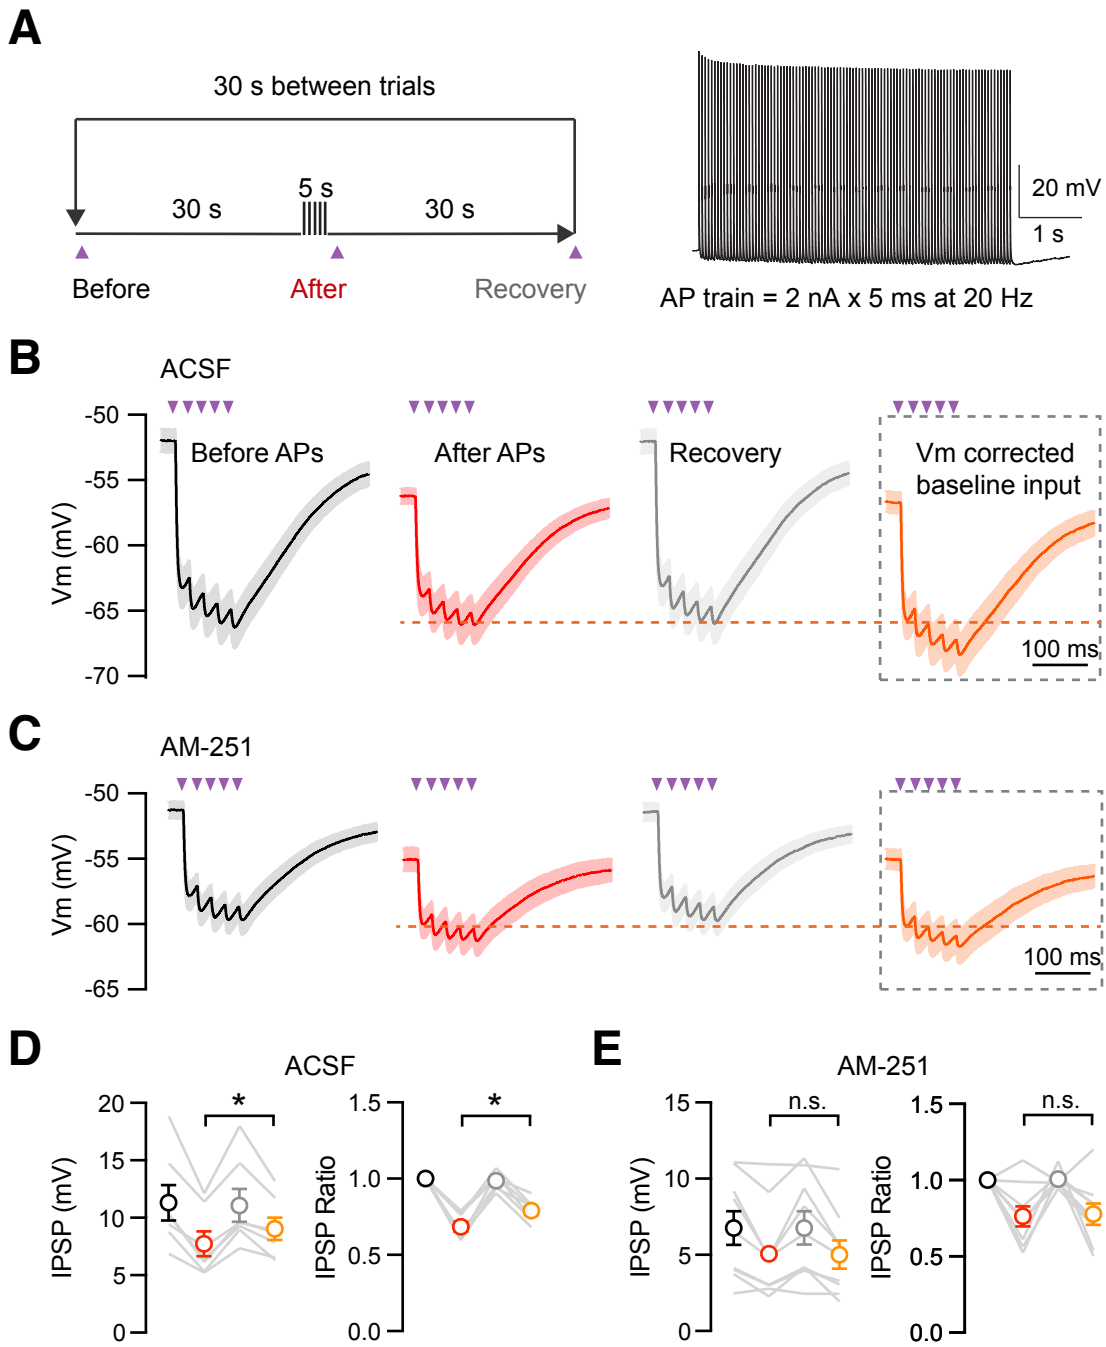 A
30 s between trials
5 s
30 s
30 s
Before
After
Recovery
20 mV
1 s
AP train = 2 nA x 5 ms at 20 Hz
B
ACSF
Vm (mV)
-50
-55
-60
-65
-70
Before APs
After APs
Recovery
Vm corrected
baseline input
100 ms
C
AM-251
Vm (mV)
-50
-55
-60
-65
100 ms
D
ACSF
IPSP (mV)
20
15
10
5
0
*
IPSP Ratio
1.5
1.0
0.5
0.0
*
E
AM-251
IPSP (mV)
15
10
5
0
n.s.
IPSP Ratio
1.5
1.0
0.5
0.0
n.s.